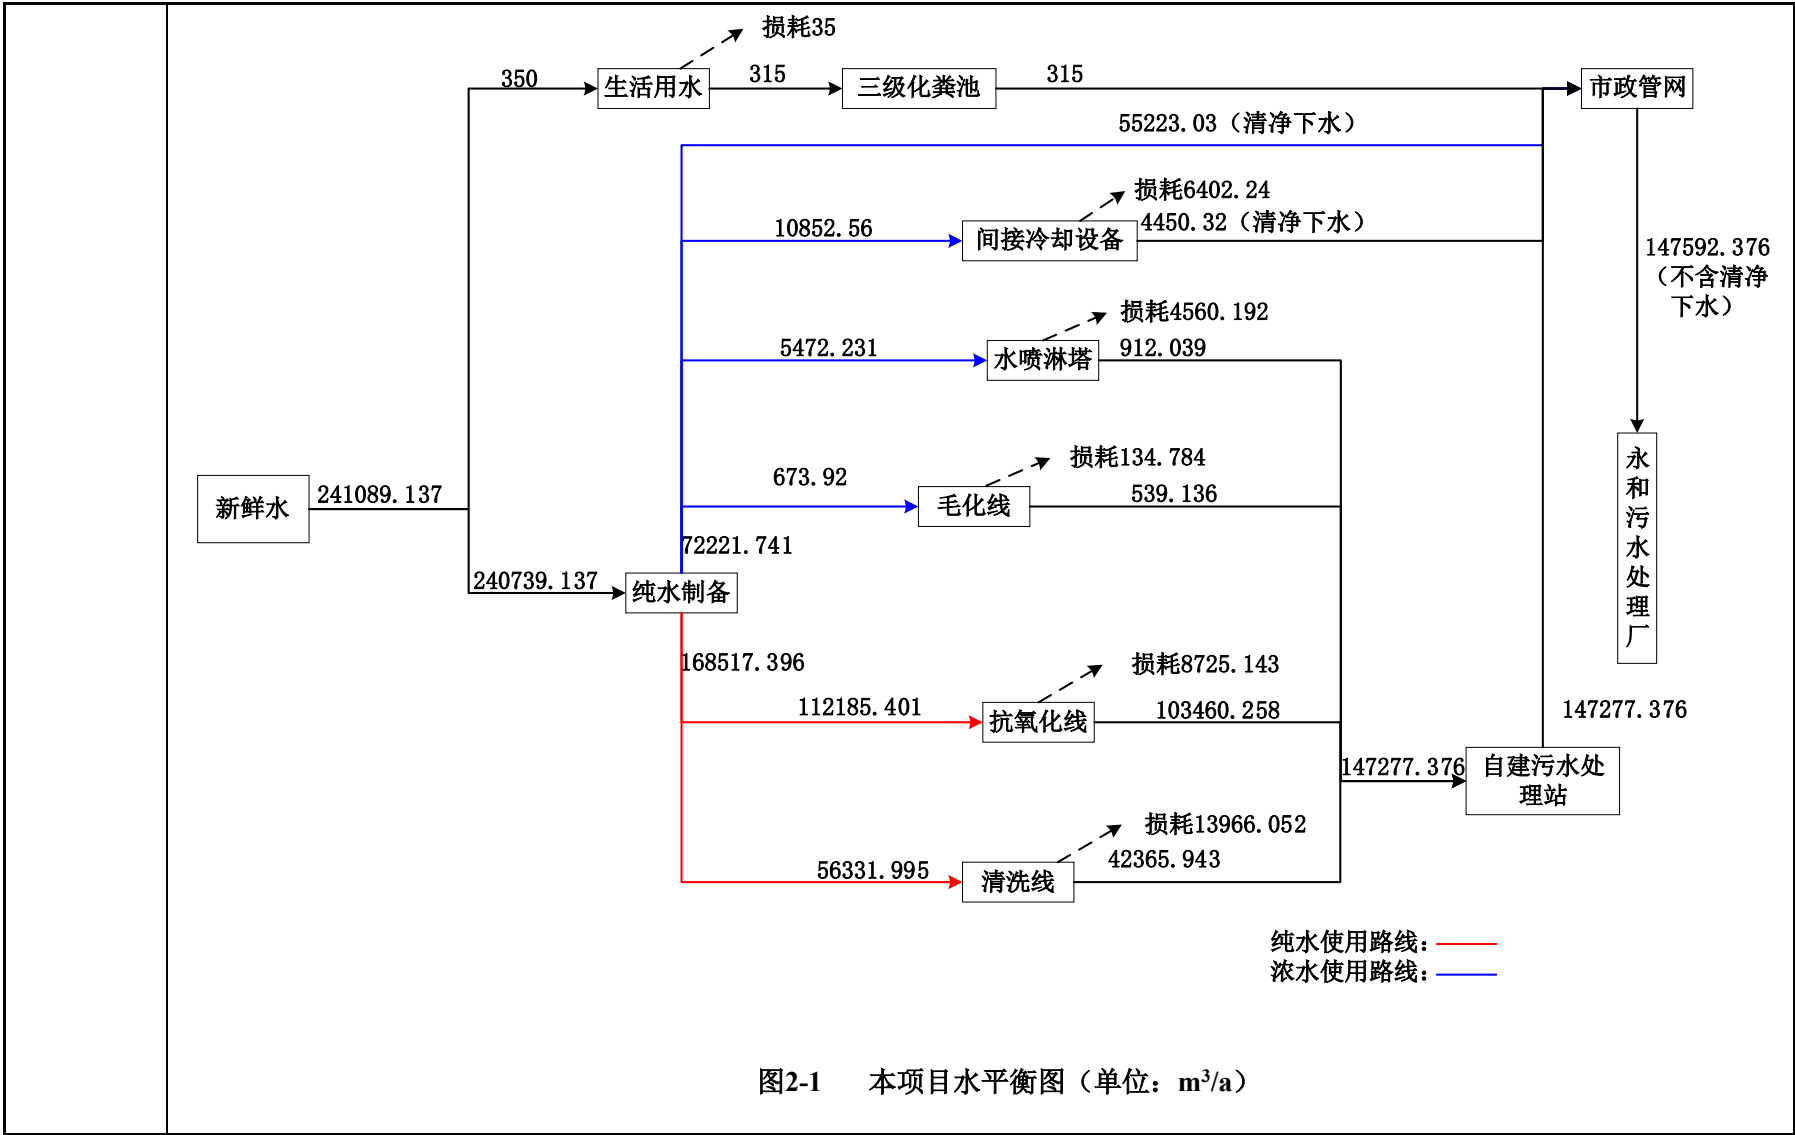 损耗35
350
生活用水
315
三级化粪池
315
市政管网
55223.03（清净下水）
损耗6402.24
10852.56
间接冷却设备
4450.32（清净下水）
147592.376
（不含清净
下水）
损耗4560.192
5472.231
水喷淋塔
912.039
损耗134.784
673.92
毛化线
539.136
永和污水处理厂
新鲜水
241089.137
72221.741
240739.137
纯水制备
168517.396
损耗8725.143
112185.401
抗氧化线
103460.258
147277.376
147277.376
自建污水处
理站
损耗13966.052
56331.995
清洗线
42365.943
纯水使用路线：
浓水使用路线：
图2-1 本项目水平衡图（单位：m³/a）